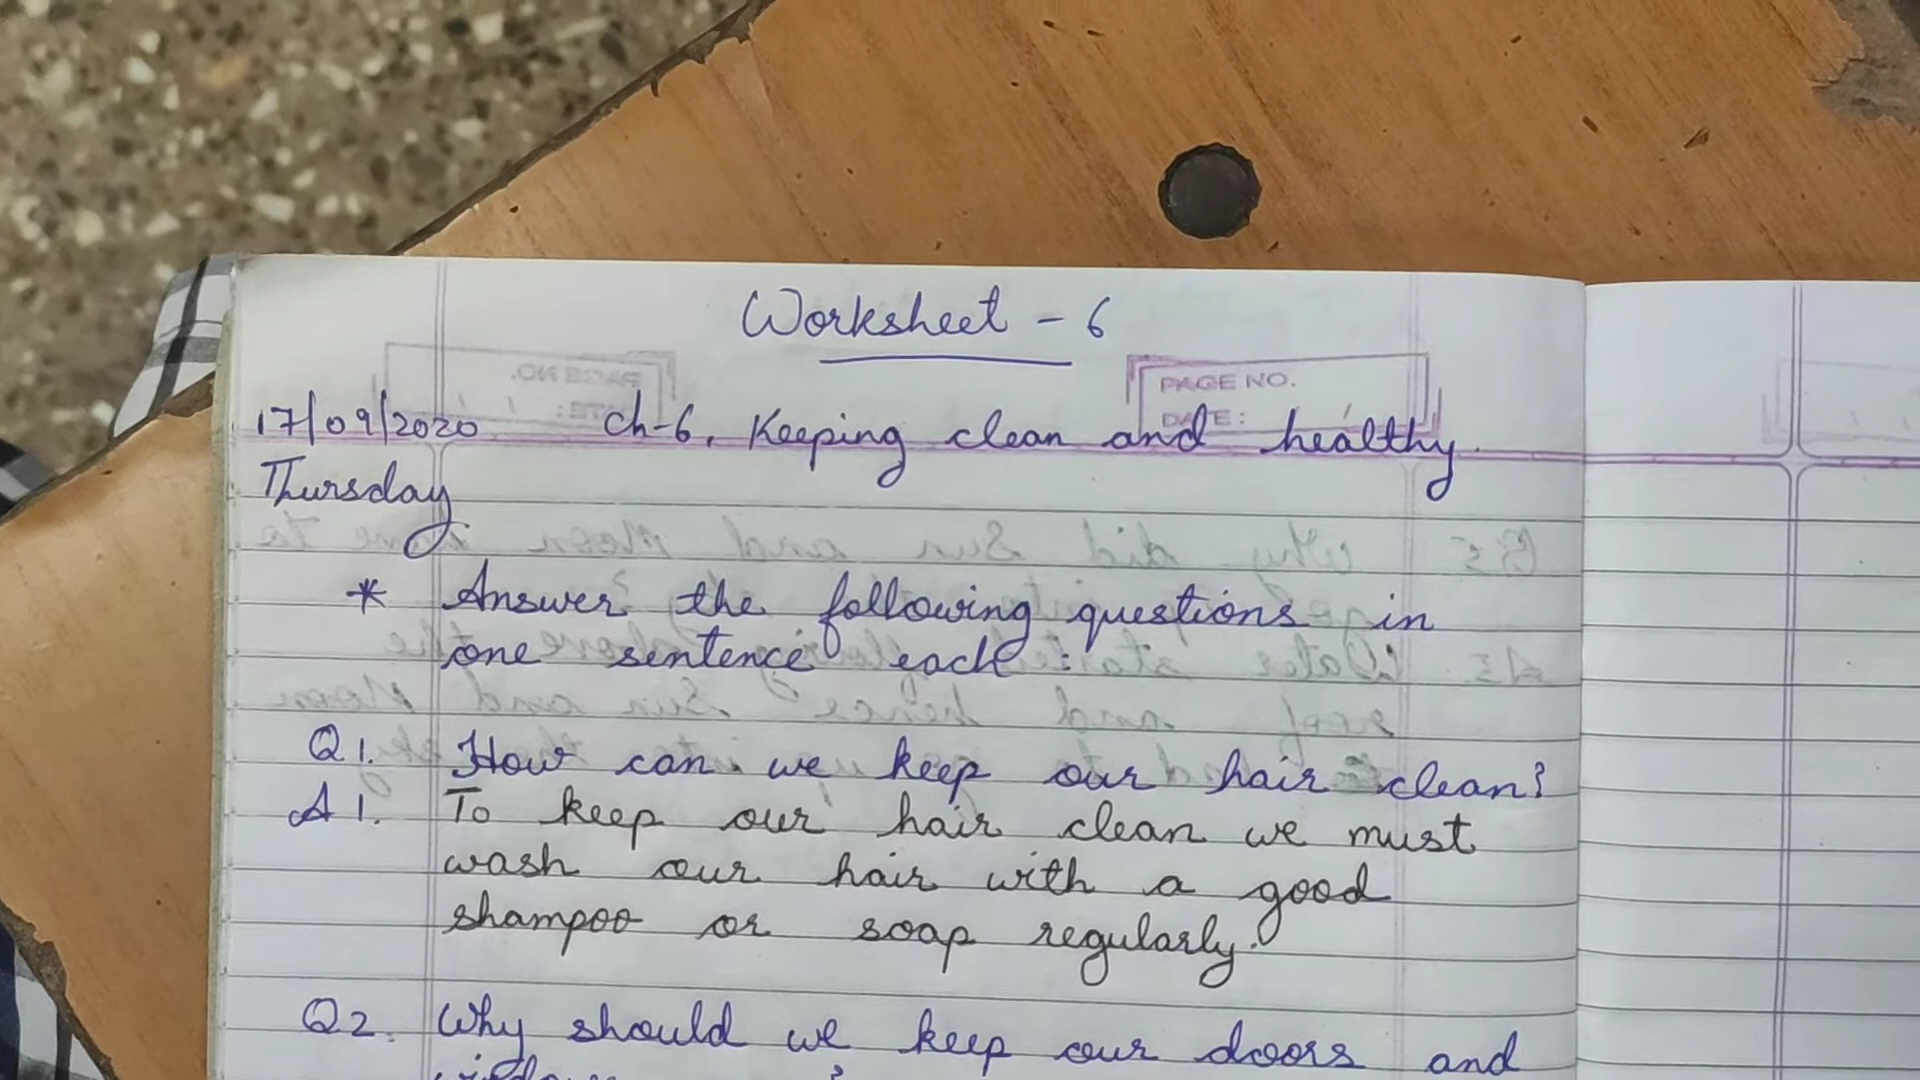 Worksheet - 6
PAGE NO.
DATE:
17/09/2020 Ch-6. Keeping clean and healthy.
Thursday
* Answer the following questions in
one sentence each:
Q1. How can we keep our hair clean?
A1. To keep our hair clean we must
wash our hair with a good
shampoo or soap regularly.
Q2. Why should we keep our doors and